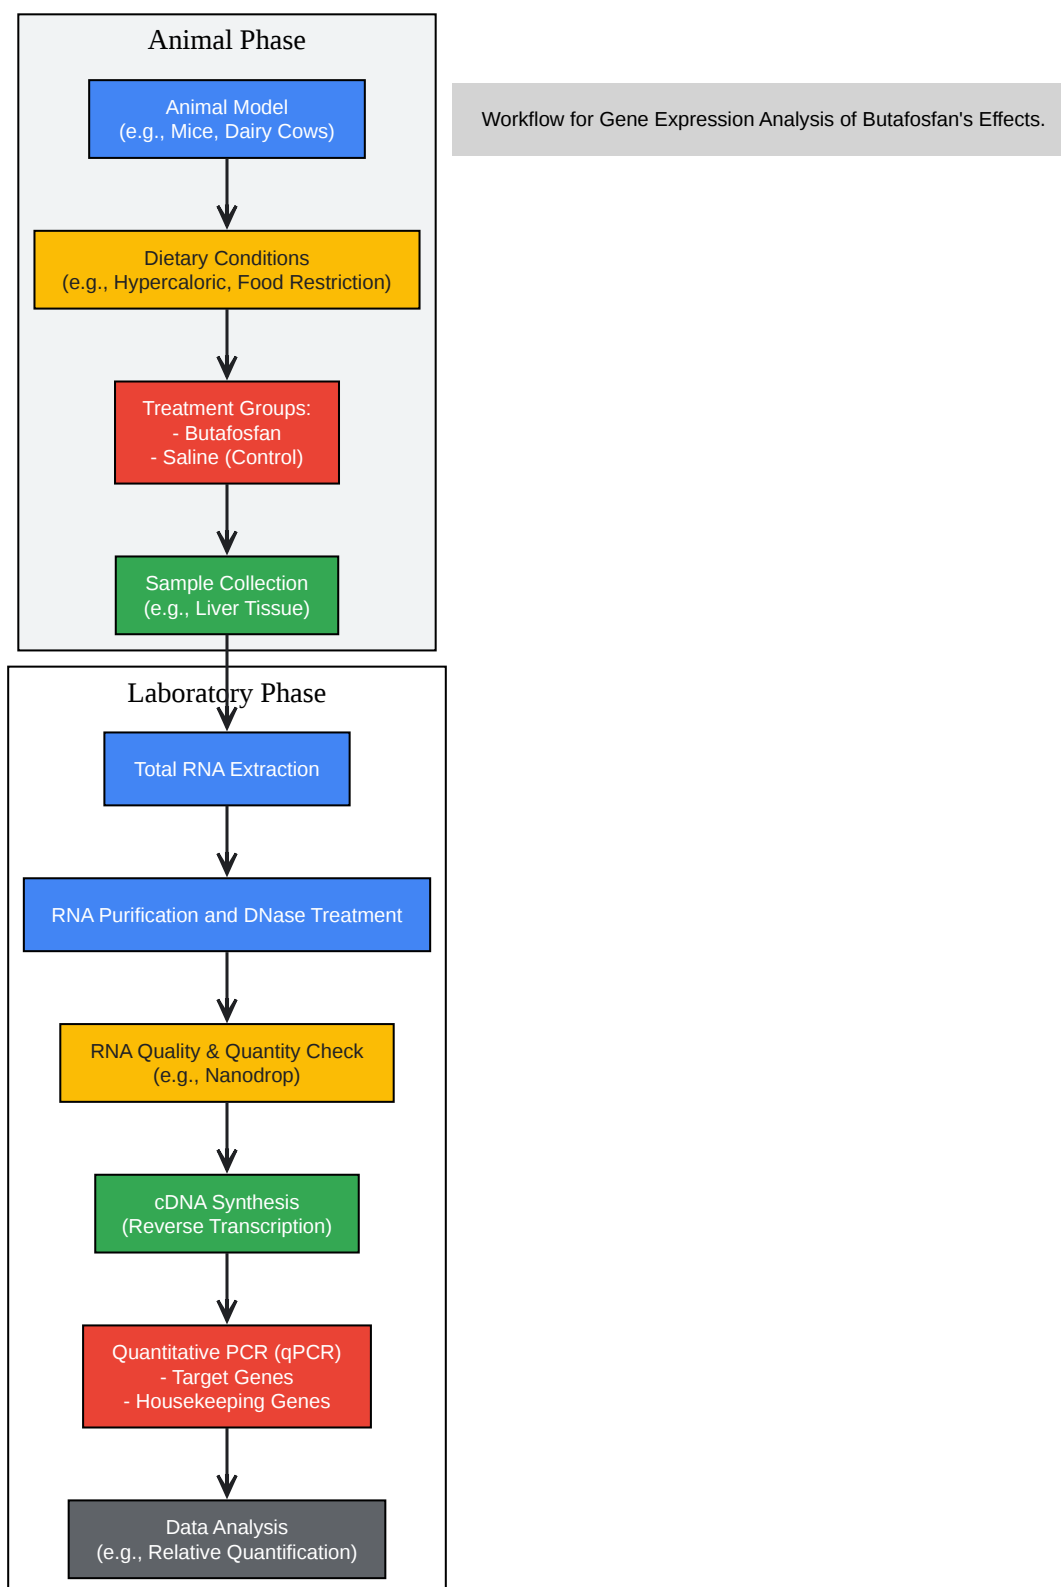 Animal Phase
Animal Model
(e.g., Mice, Dairy Cows)
Workflow for Gene Expression Analysis of Butafosfan's Effects.
Dietary Conditions
(e.g., Hypercaloric, Food Restriction)
Treatment Groups:
- Butafosfan
- Saline (Control)
Sample Collection
(e.g., Liver Tissue)
Laboratory Phase
Total RNA Extraction
RNA Purification and DNase Treatment
RNA Quality & Quantity Check
(e.g., Nanodrop)
cDNA Synthesis
(Reverse Transcription)
Quantitative PCR (qPCR)
- Target Genes
- Housekeeping Genes
Data Analysis
(e.g., Relative Quantification)